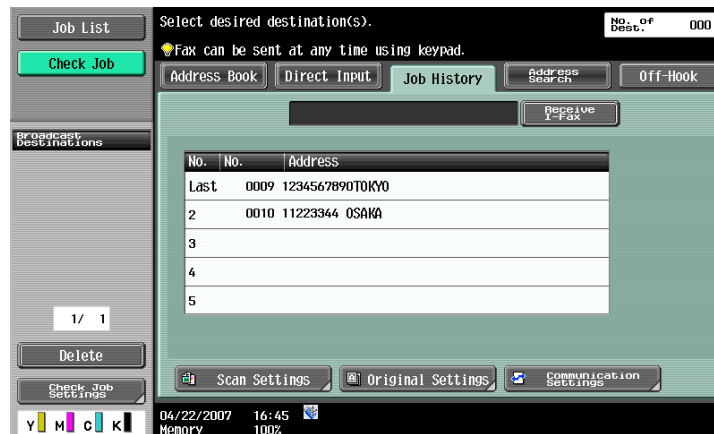 Job List
Check Job
Broadcast
Destinations
1/ 1
Delete
Check Job
Settings
Y M C K
Select desired destination(s).
No. of
Dest.
000
Fax can be sent at any time using keypad.
Address Book
Direct Input
Job History
Address
Search
Off-Hook
Receive
I-Fax
No. No. Address
Last 0009 1234567890TOKYO
2 0010 11223344 OSAKA
3
4
5
Scan Settings
Original Settings
Communication
Settings
04/22/2007 16:45
Memory 100%